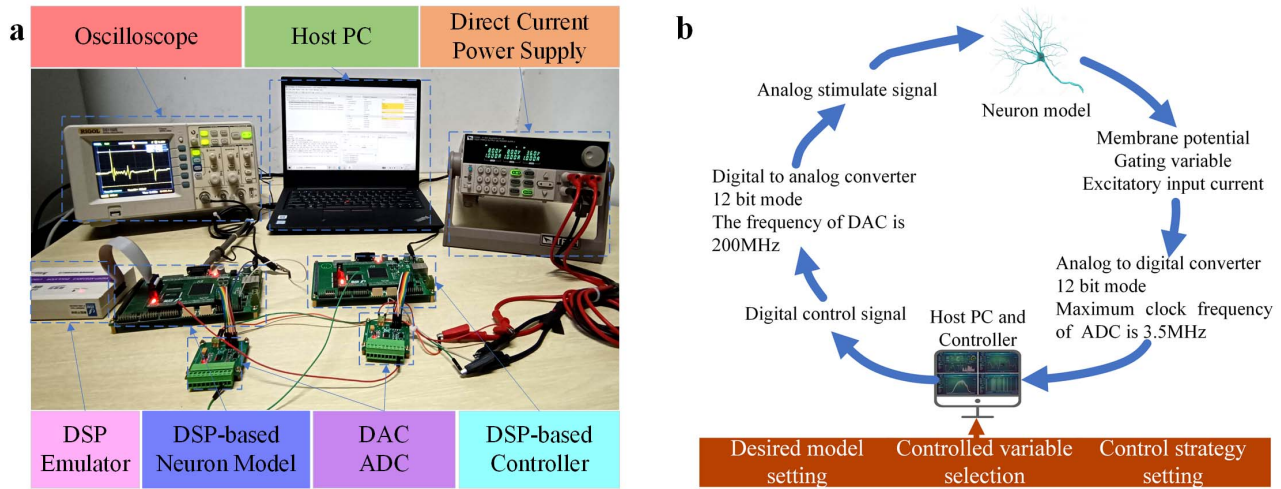 a
Oscilloscope
Host PC
Direct Current
Power Supply
RIGOL
DSP
Emulator
DSP-based
Neuron Model
DAC
ADC
DSP-based
Controller
b
Analog stimulate signal
Neuron model
Membrane potential
Gating variable
Excitatory input current
Digital to analog converter
12 bit mode
The frequency of DAC is
200MHz
Analog to digital converter
12 bit mode
Maximum clock frequency
of ADC is 3.5MHz
Digital control signal
Host PC and
Controller
Desired model
setting
Controlled variable
selection
Control strategy
setting